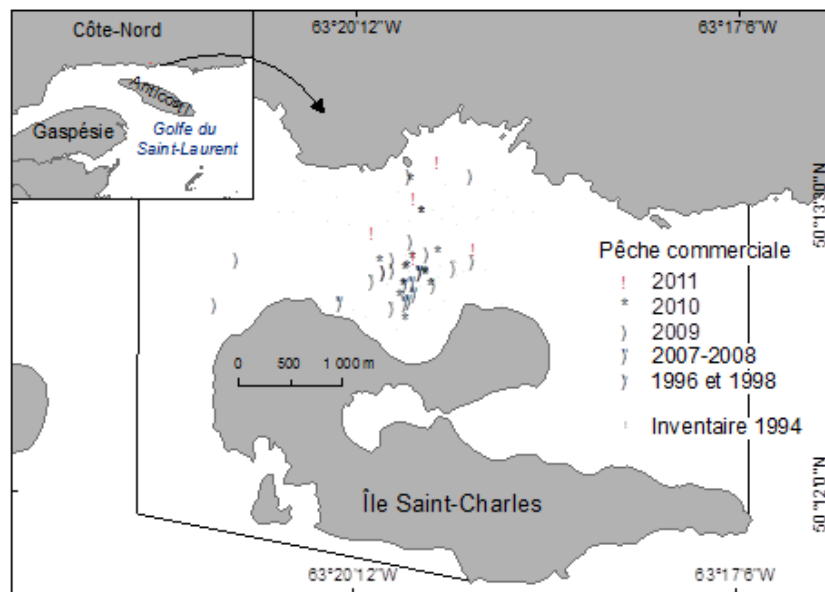 Côte-Nord
Anticosti
Gaspésie
Golfe du
Saint-Laurent
63°20'12"W
63°17'6"W
50°13'30"N
Pêche commerciale
! 2011
* 2010
) 2009
2007-2008
1996 et 1998
Inventaire 1994
0 500 1 000 m
Île Saint-Charles
50°12'0"N
63°20'12"W
63°17'6"W